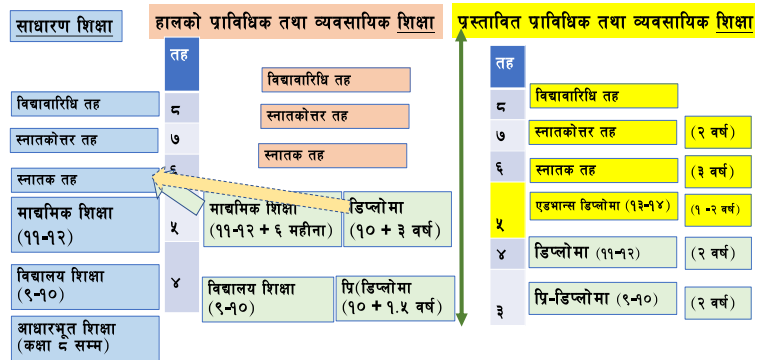 साधारण शिक्षा
हालको प्राविधिक तथा व्यवसायिक शिक्षा
प्रस्तावित प्राविधिक तथा व्यवसायिक शिक्षा
विद्यावारिधि तह
स्नातकोत्तर तह
स्नातक तह
माद्यमिक शिक्षा
(११-१२)
विद्यालय शिक्षा
(९-१०)
आधारभूत शिक्षा
(कक्षा ८ सम्म)
तह
८
७
६
५
४
विद्यावारिधि तह
स्नातकोत्तर तह
स्नातक तह
माद्यमिक शिक्षा
(११-१२ + ६ महीना)
डिप्लोमा
(१० + ३ वर्ष)
विद्यालय शिक्षा
(९-१०)
प्रि(डिप्लोमा
(१० + १.५ वर्ष)
तह
८
७
६
५
४
३
विद्यावारिधि तह
स्नातकोत्तर तह
(२ वर्ष)
स्नातक तह
(३ वर्ष)
एडभान्स डिप्लोमा (१३-१४)
(१ -२ वर्ष)
डिप्लोमा (११-१२)
(२ वर्ष)
प्रि-डिप्लोमा (९-१०)
(२ वर्ष)